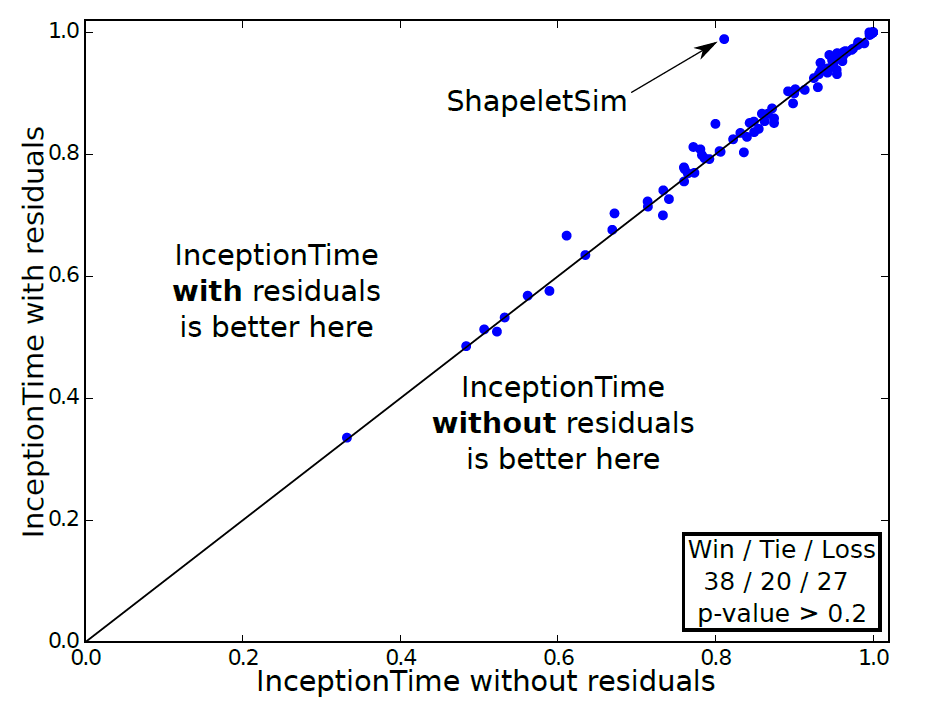 1.0
ShapeletSim
0.8
InceptionTime
with residuals
is better here
0.6
InceptionTime
without residuals
is better here
0.4
0.2
Win / Tie / Loss
38 / 20 / 27
p-value > 0.2
0.0
InceptionTime with residuals
0.0 0.2 0.4 0.6 0.8 1.0
InceptionTime without residuals